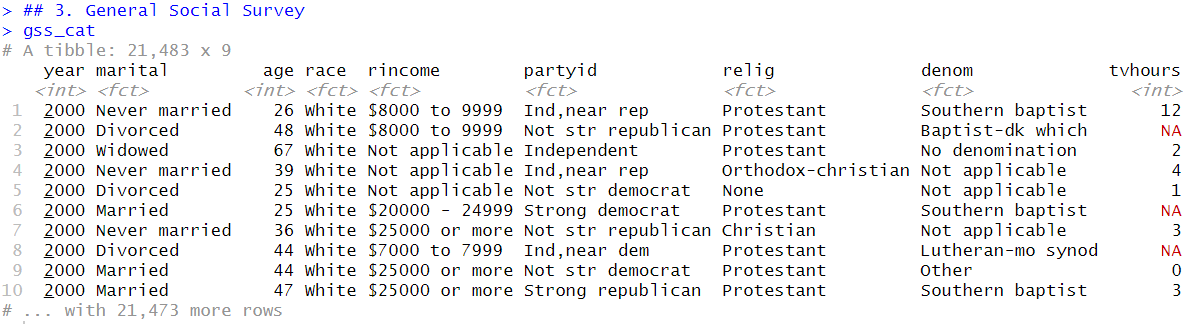 > ## 3. General Social Survey
> gss_cat
# A tibble: 21,483 x 9
year marital age race rincome partyid relig denom tvhours
<int> <fct> <int> <fct> <fct> <fct> <fct> <fct> <int>
1 2000 Never married 26 White $8000 to 9999 Ind,near rep Protestant Southern baptist 12
2 2000 Divorced 48 White $8000 to 9999 Not str republican Protestant Baptist-dk which NA
3 2000 Widowed 67 White Not applicable Independent Protestant No denomination 2
4 2000 Never married 39 White Not applicable Ind,near rep Orthodox-christian Not applicable 4
5 2000 Divorced 25 White Not applicable Not str democrat None Not applicable 1
6 2000 Married 25 White $20000 - 24999 Strong democrat Protestant Southern baptist NA
7 2000 Never married 36 White $25000 or more Not str republican Christian Not applicable 3
8 2000 Divorced 44 White $7000 to 7999 Ind,near dem Protestant Lutheran-mo synod NA
9 2000 Married 44 White $25000 or more Not str democrat Protestant Other 0
10 2000 Married 47 White $25000 or more Strong republican Protestant Southern baptist 3
# ... with 21,473 more rows